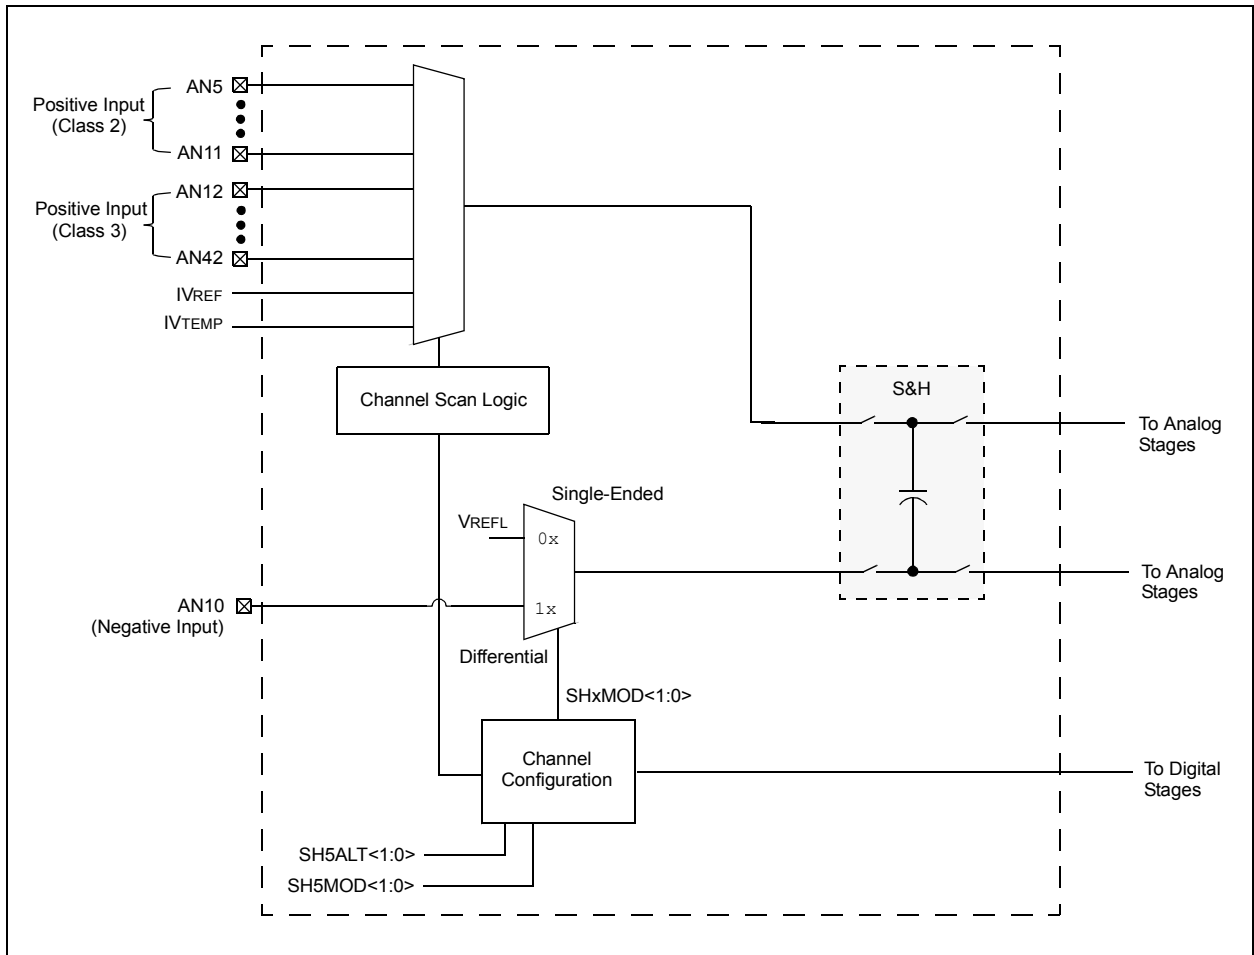 AN5
Positive Input
(Class 2)
AN11
AN12
Positive Input
(Class 3)
AN42
IVREF
IVTEMP
Channel Scan Logic
S&H
To Analog
Stages
Single-Ended
VREFL
0x
To Analog
Stages
AN10
(Negative Input)
1x
Differential
SHxMOD<1:0>
Channel
Configuration
To Digital
Stages
SH5ALT<1:0>
SH5MOD<1:0>